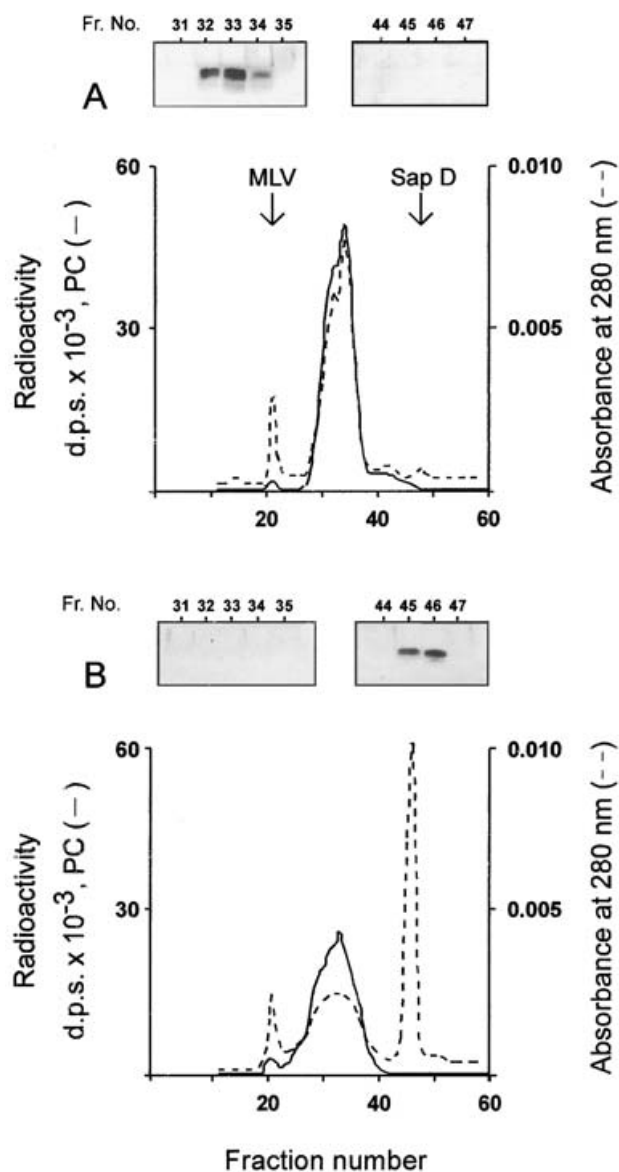 Fr. No. 31 32 33 34 35 44 45 46 47
A
60 0.010
MLV Sap D
Radioactivity
d.p.s. x 10⁻³, PC (—)
30 0.005
Absorbance at 280 nm (--)
20 40 60
Fr. No. 31 32 33 34 35 44 45 46 47
B
60 0.010
Radioactivity
d.p.s. x 10⁻³, PC (—)
30 0.005
Absorbance at 280 nm (--)
20 40 60
Fraction number